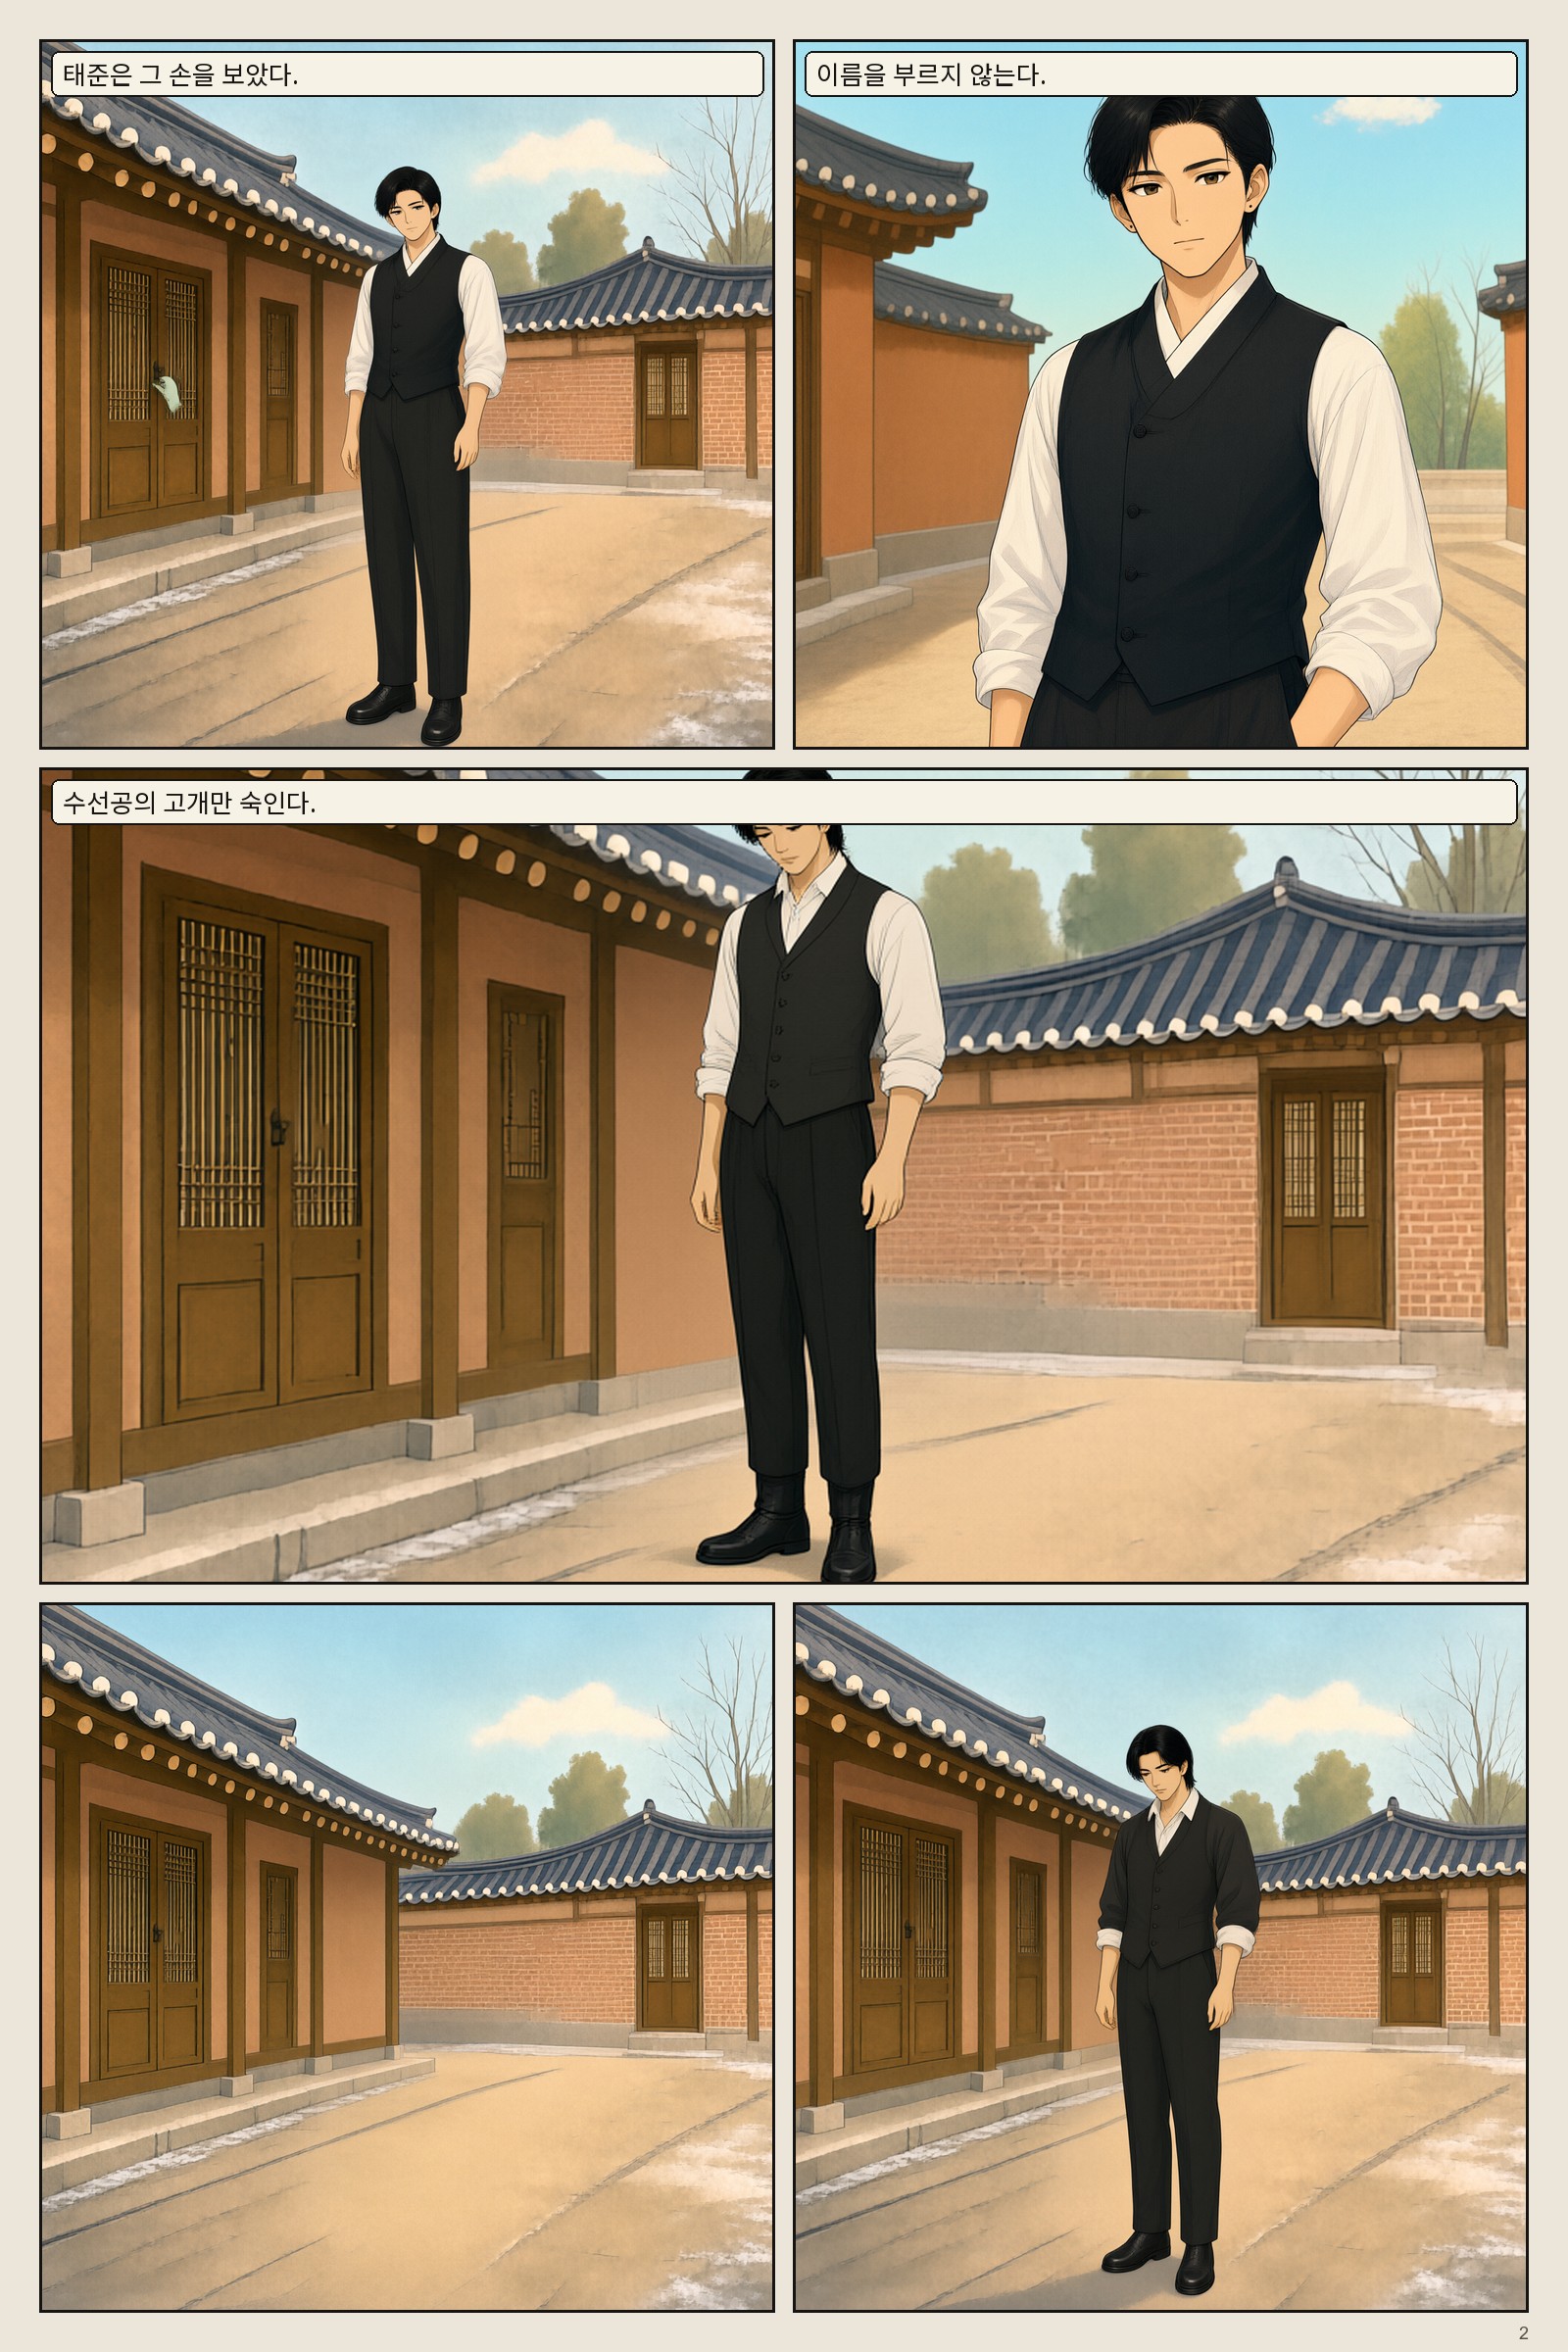 태준은 그 손을 보았다.
이름을 부르지 않는다.
수선공의 고개만 숙인다.
2